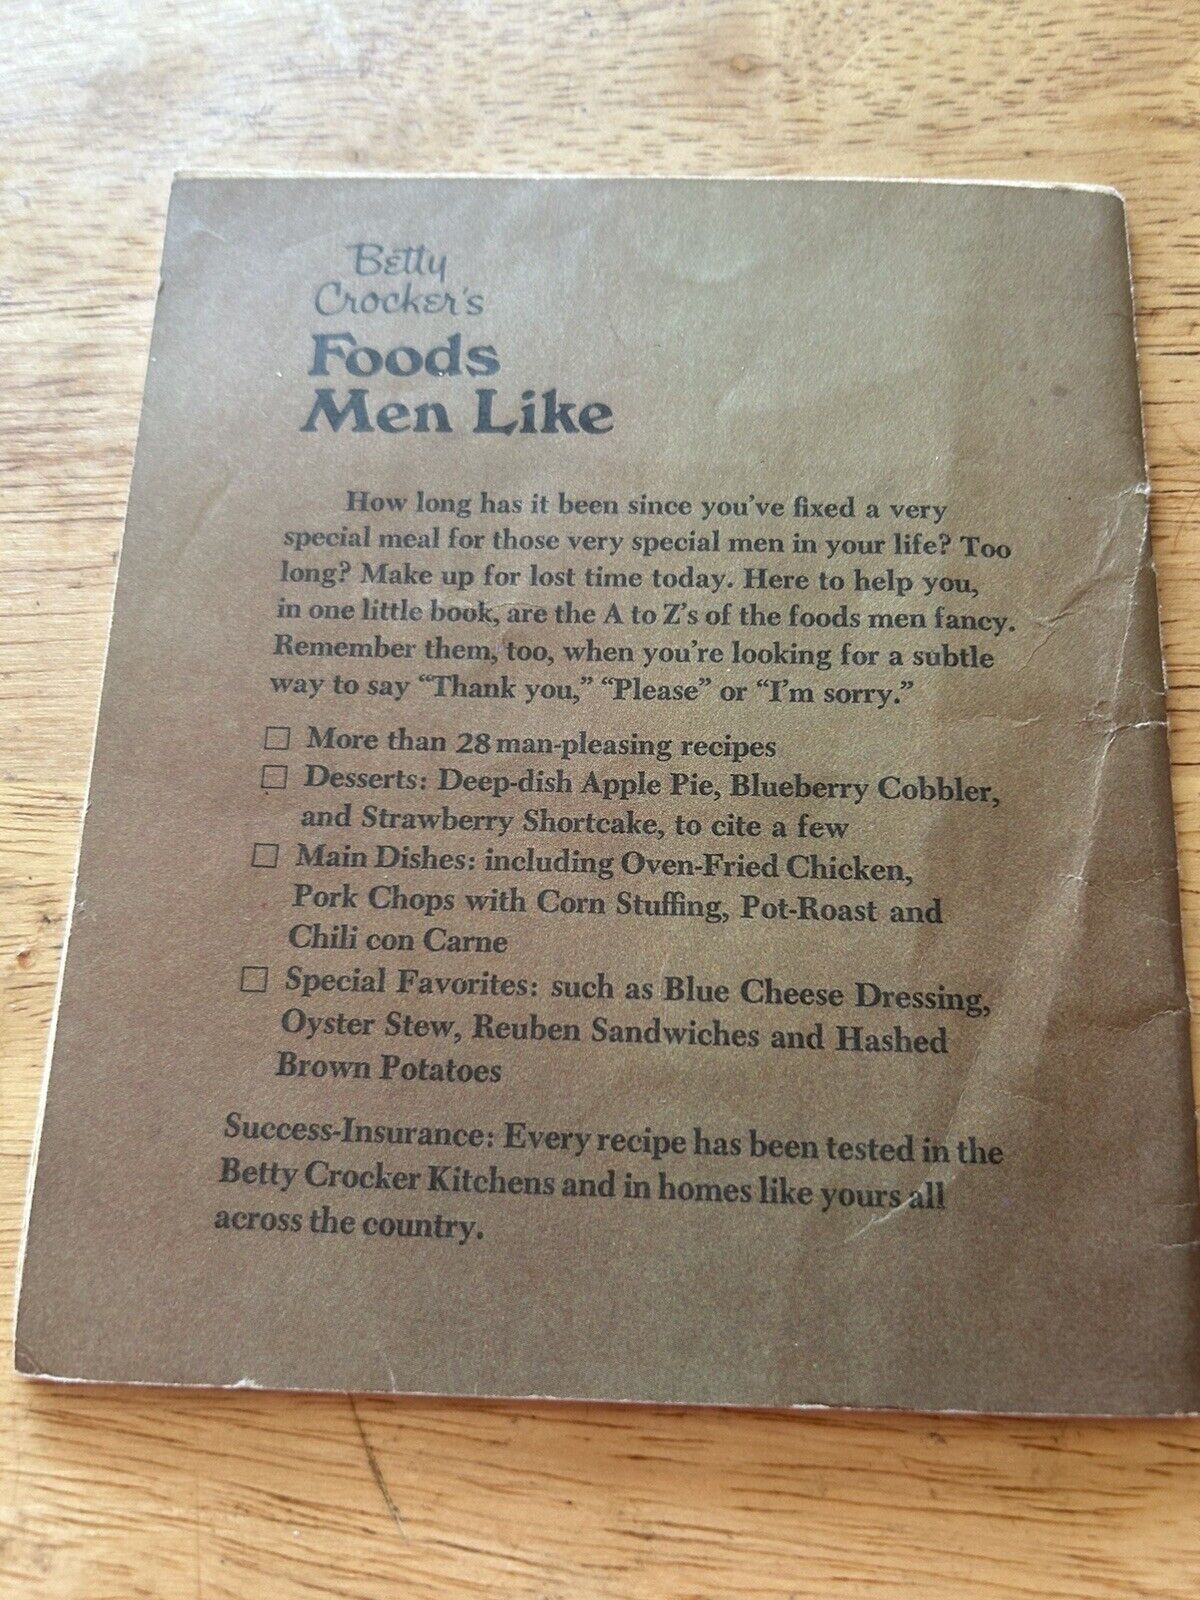 Betty
Crocker's
Foods
Men Like
How long has it been since you've fixed a very
special meal for those very special men in your life? Too
long? Make up for lost time today. Here to help you,
in one little book, are the A to Z's of the foods men fancy.
Remember them, too, when you're looking for a subtle
way to say “Thank you,” “Please” or “I'm sorry.”
☐ More than 28 man-pleasing recipes
☐ Desserts: Deep-dish Apple Pie, Blueberry Cobbler,
and Strawberry Shortcake, to cite a few
☐ Main Dishes: including Oven-Fried Chicken,
Pork Chops with Corn Stuffing, Pot-Roast and
Chili con Carne
☐ Special Favorites: such as Blue Cheese Dressing,
Oyster Stew, Reuben Sandwiches and Hashed
Brown Potatoes
Success-Insurance: Every recipe has been tested in the
Betty Crocker Kitchens and in homes like yours all
across the country.